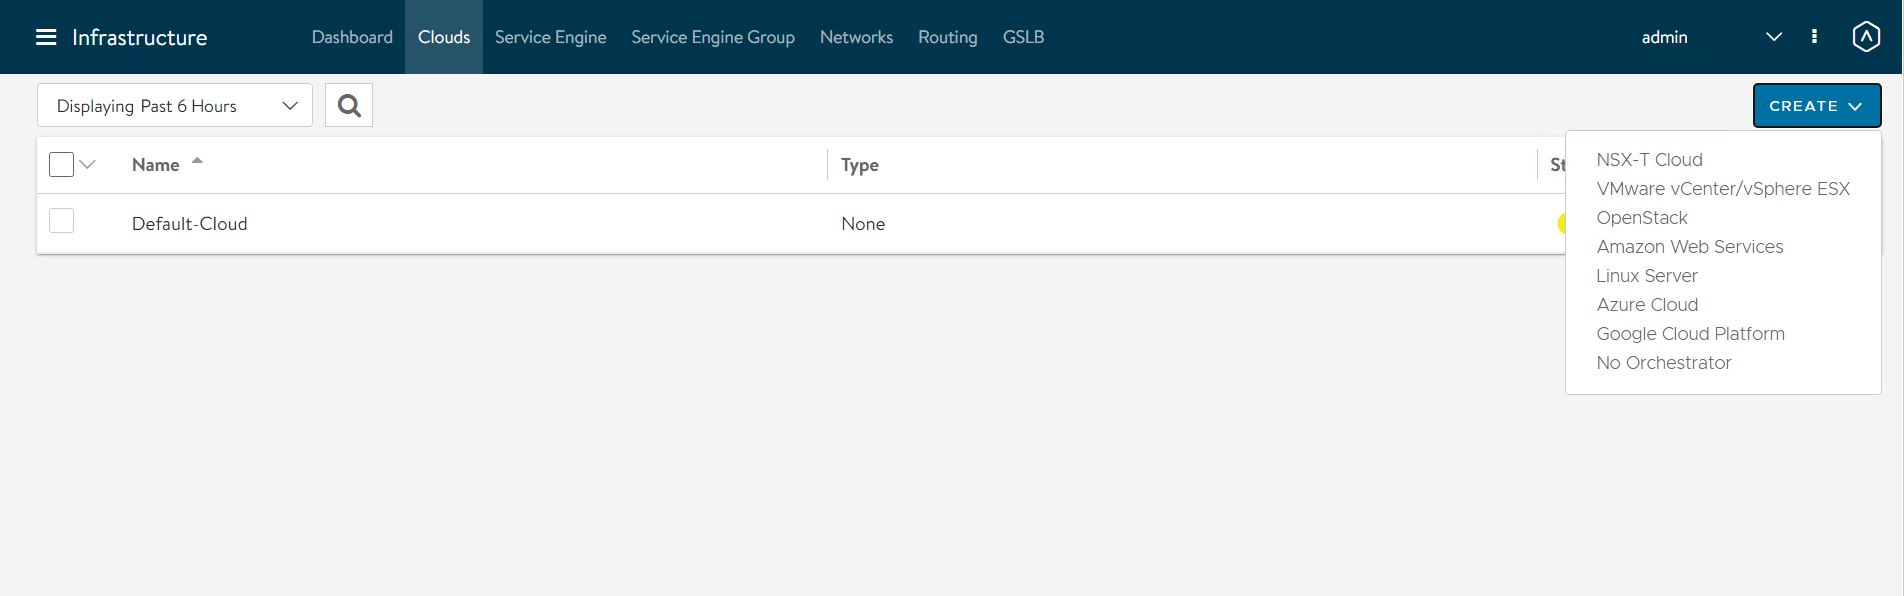 Infrastructure Dashboard Clouds Service Engine Service Engine Group Networks Routing GSLB admin
Displaying Past 6 Hours CREATE
Name Type St
Default-Cloud None
NSX-T Cloud
VMware vCenter/vSphere ESX
OpenStack
Amazon Web Services
Linux Server
Azure Cloud
Google Cloud Platform
No Orchestrator